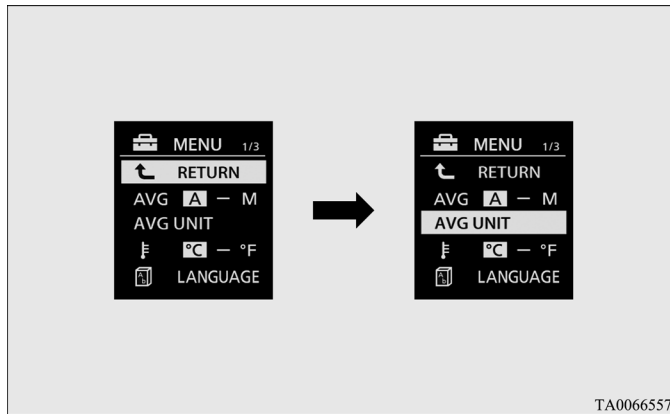 MENU 1/3
RETURN
AVG A – M
AVG UNIT
°C – °F
A b LANGUAGE
MENU 1/3
RETURN
AVG A – M
AVG UNIT
°C – °F
A b LANGUAGE
TA0066557